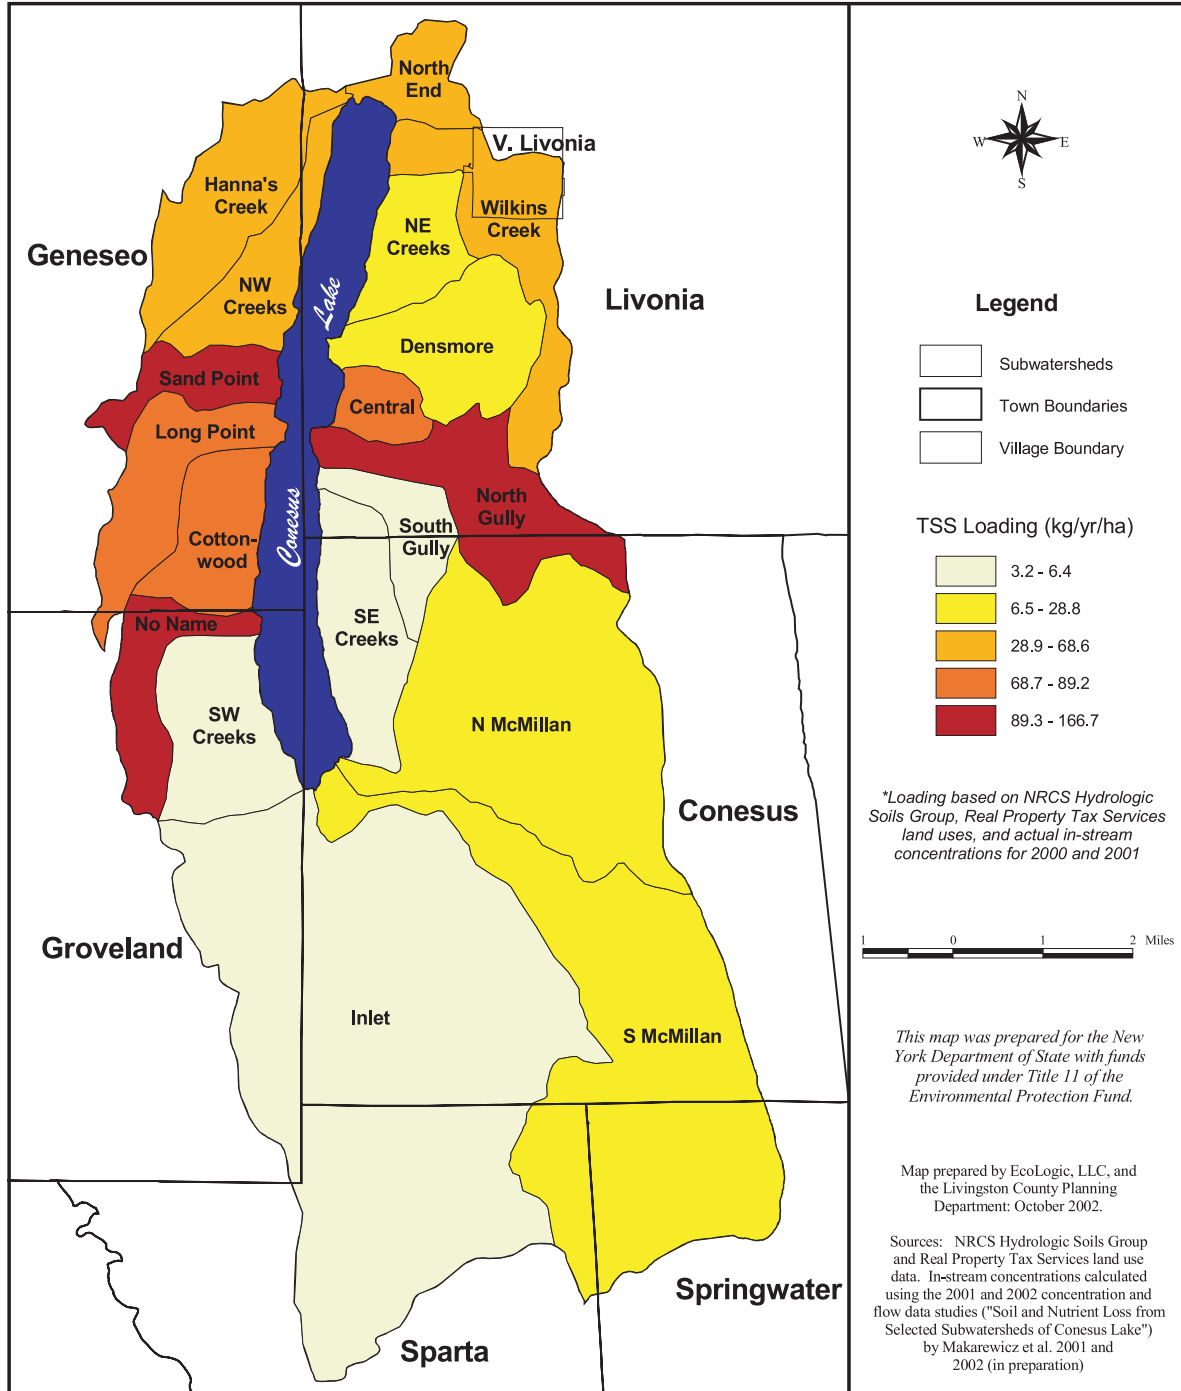 North
End
V. Livonia
Hanna's
Creek
Wilkins
Creek
NE
Creeks
Geneseo
NW
Creeks
Lake
Livonia
Densmore
Sand Point
Central
Long Point
North
Gully
South
Gully
Cotton-
wood
Conesus
No Name
SE
Creeks
SW
Creeks
N McMillan
Conesus
Groveland
Inlet
S McMillan
Springwater
Sparta
N
W
E
S
Legend
Subwatersheds
Town Boundaries
Village Boundary
TSS Loading (kg/yr/ha)
3.2 - 6.4
6.5 - 28.8
28.9 - 68.6
68.7 - 89.2
89.3 - 166.7
*Loading based on NRCS Hydrologic
Soils Group, Real Property Tax Services
land uses, and actual in-stream
concentrations for 2000 and 2001
1 0 1 2 Miles
This map was prepared for the New
York Department of State with funds
provided under Title 11 of the
Environmental Protection Fund.
Map prepared by EcoLogic, LLC, and
the Livingston County Planning
Department: October 2002.
Sources: NRCS Hydrologic Soils Group
and Real Property Tax Services land use
data. In-stream concentrations calculated
using the 2001 and 2002 concentration and
flow data studies ("Soil and Nutrient Loss from
Selected Subwatersheds of Conesus Lake")
by Makarewicz et al. 2001 and
2002 (in preparation)